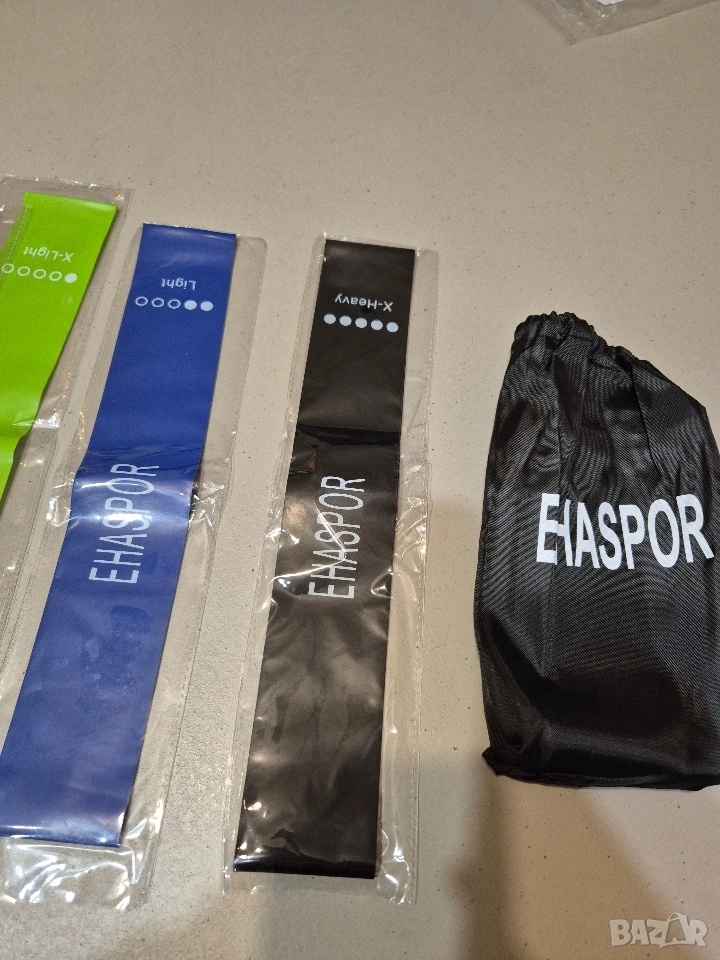 X-Light
Light
X-Heavy
EHASPOR
EHASPOR
EHASPOR
BAZAR